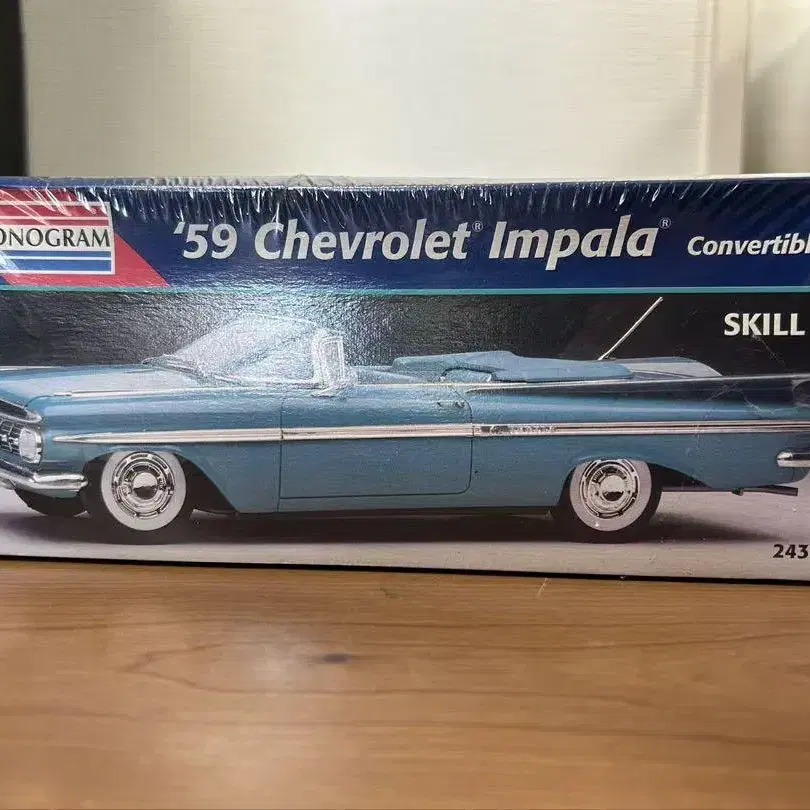 ONOGRAM
'59 Chevrolet® Impala® Convertibl
SKILL
243